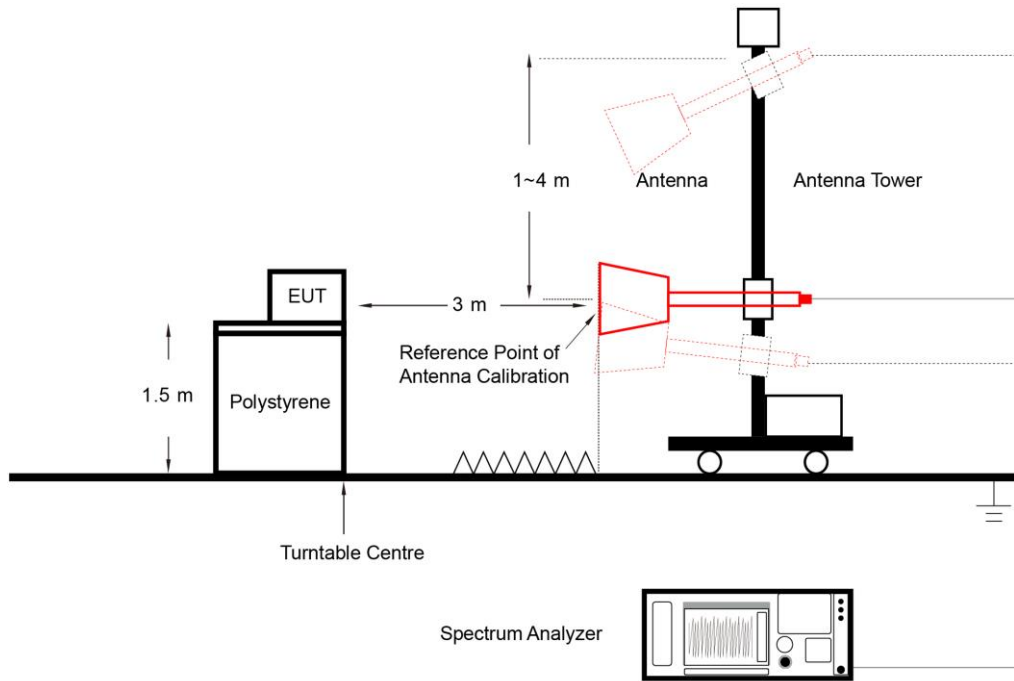 1~4 m
Antenna
Antenna Tower
EUT
3 m
Reference Point of
Antenna Calibration
1.5 m
Polystyrene
Turntable Centre
Spectrum Analyzer